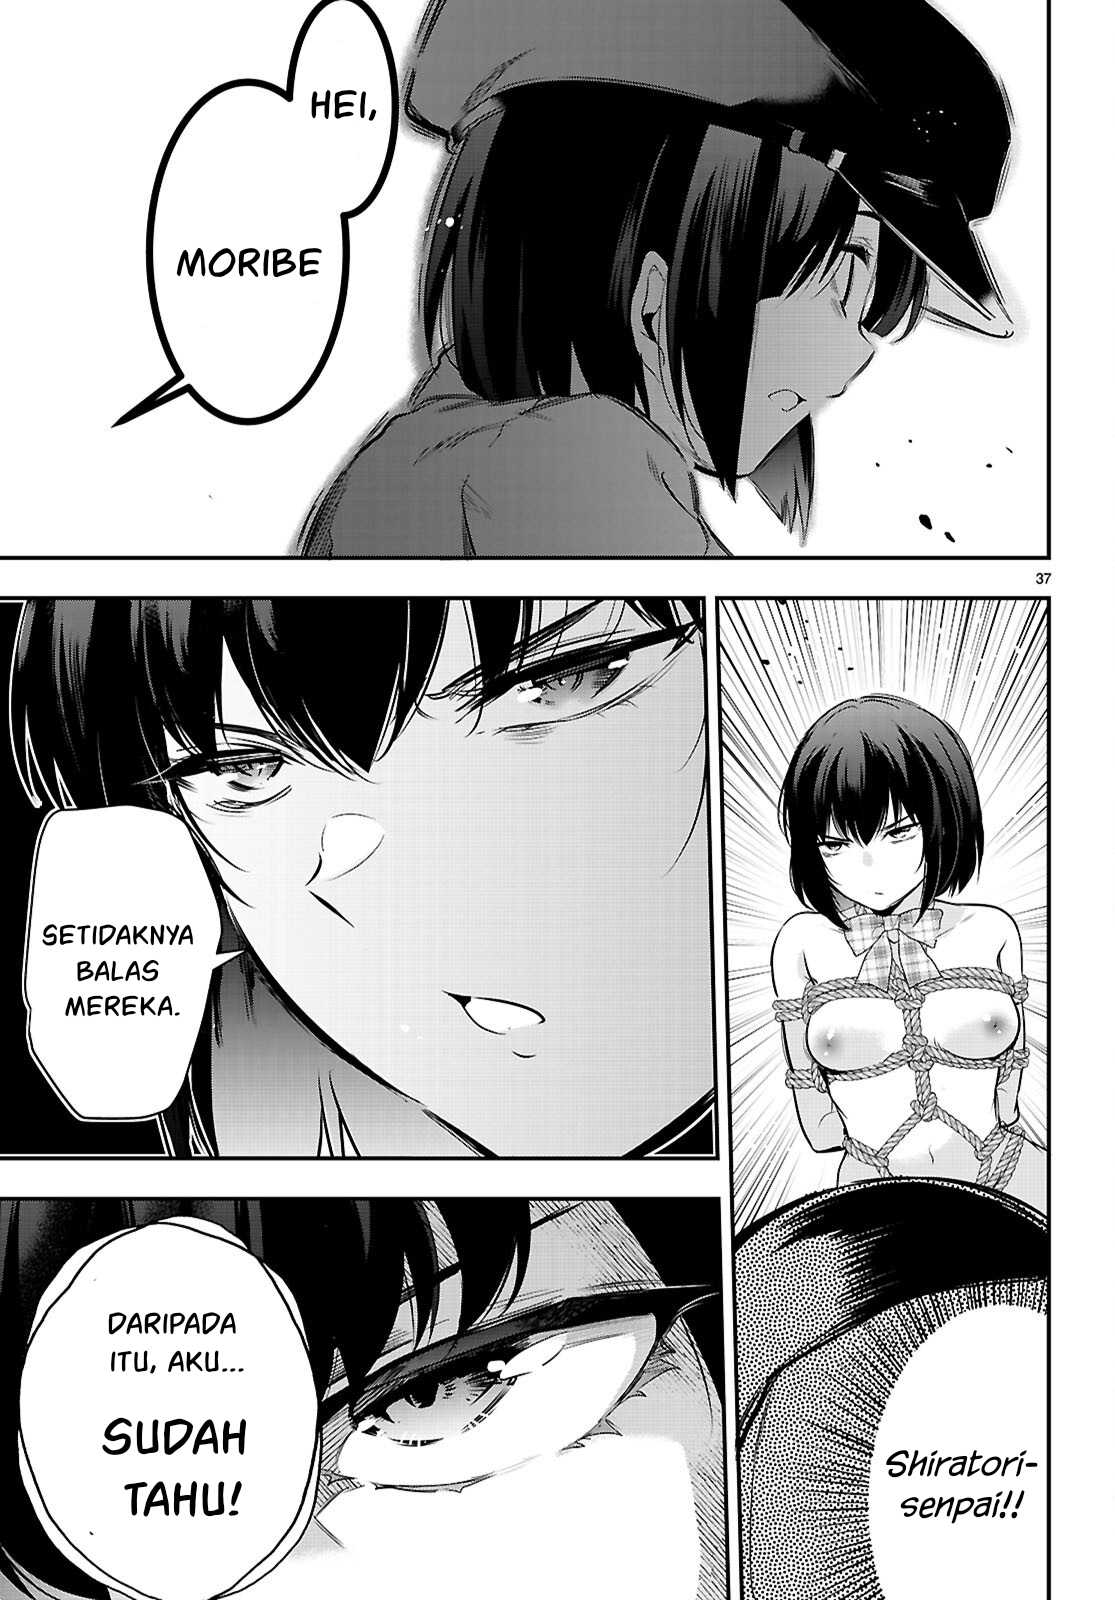 HEI,
MORIBE
37
Shiratori-
senpai!!
SETIDAKNYA
BALAS
MEREKA.
DARIPADA
ITU, AKU...
SUDAH
TAHU!